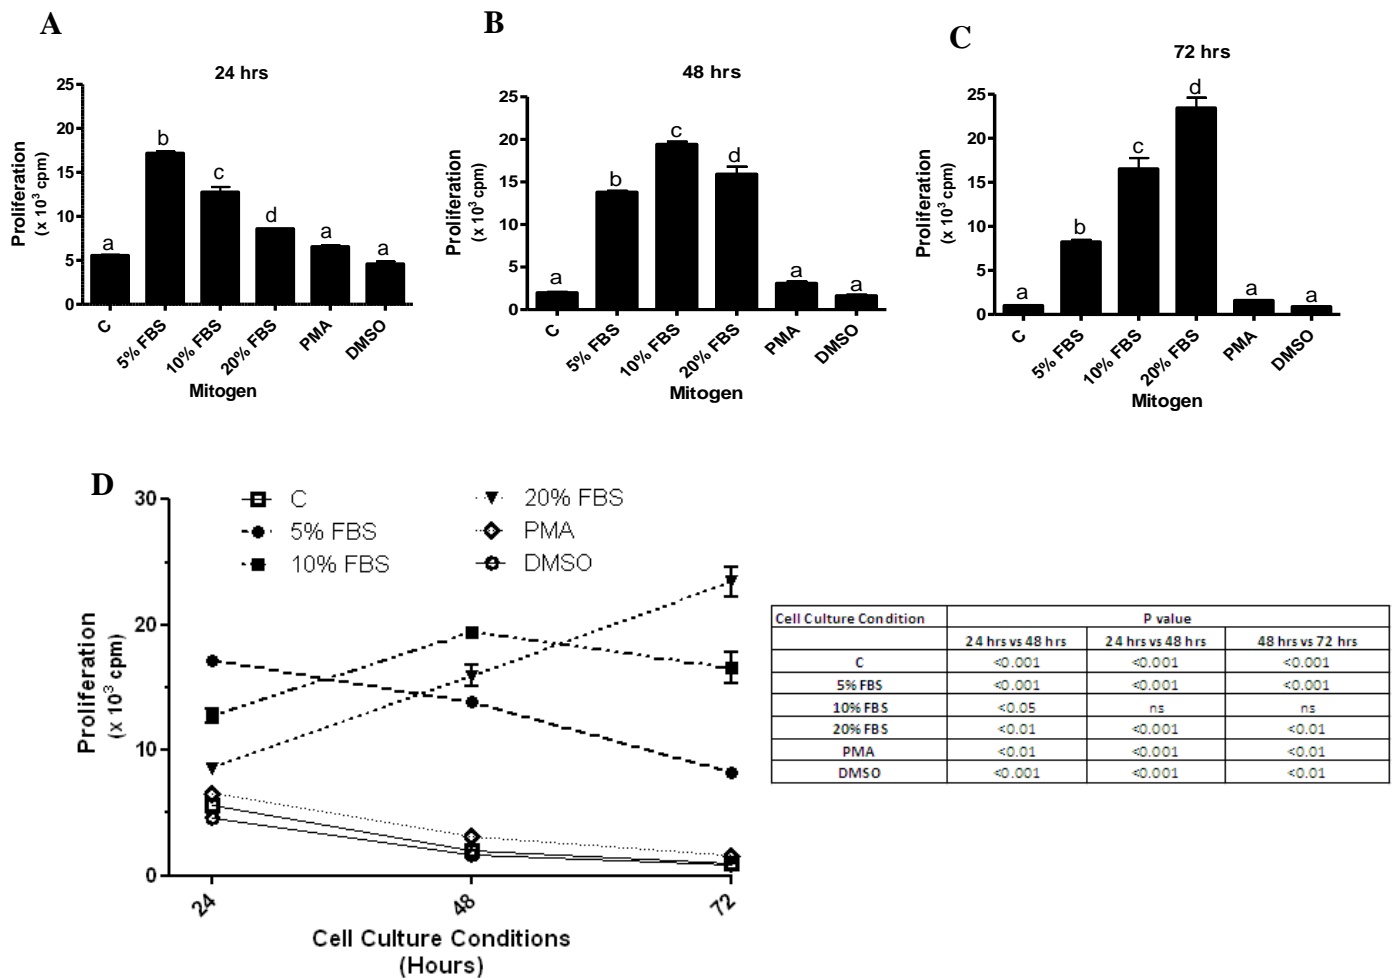 A
24 hrs
Proliferation
(x 10³ cpm)
25
20
15
10
5
0
a
b
c
d
a
a
C
5% FBS
10% FBS
20% FBS
PMA
DMSO
Mitogen
B
48 hrs
Proliferation
(x 10³ cpm)
25
20
15
10
5
0
a
b
c
d
a
a
C
5% FBS
10% FBS
20% FBS
PMA
DMSO
Mitogen
C
72 hrs
Proliferation
(x 10³ cpm)
25
20
15
10
5
0
a
b
c
d
a
a
C
5% FBS
10% FBS
20% FBS
PMA
DMSO
Mitogen
D
Proliferation
(x 10³ cpm)
30
20
10
0
C
5% FBS
10% FBS
20% FBS
PMA
DMSO
24
48
72
Cell Culture Conditions
(Hours)
Cell Culture Condition P value
24 hrs vs 48 hrs 24 hrs vs 48 hrs 48 hrs vs 72 hrs
C <0.001 <0.001 <0.001
5% FBS <0.001 <0.001 <0.001
10% FBS <0.05 ns ns
20% FBS <0.01 <0.001 <0.01
PMA <0.01 <0.001 <0.01
DMSO <0.001 <0.001 <0.01